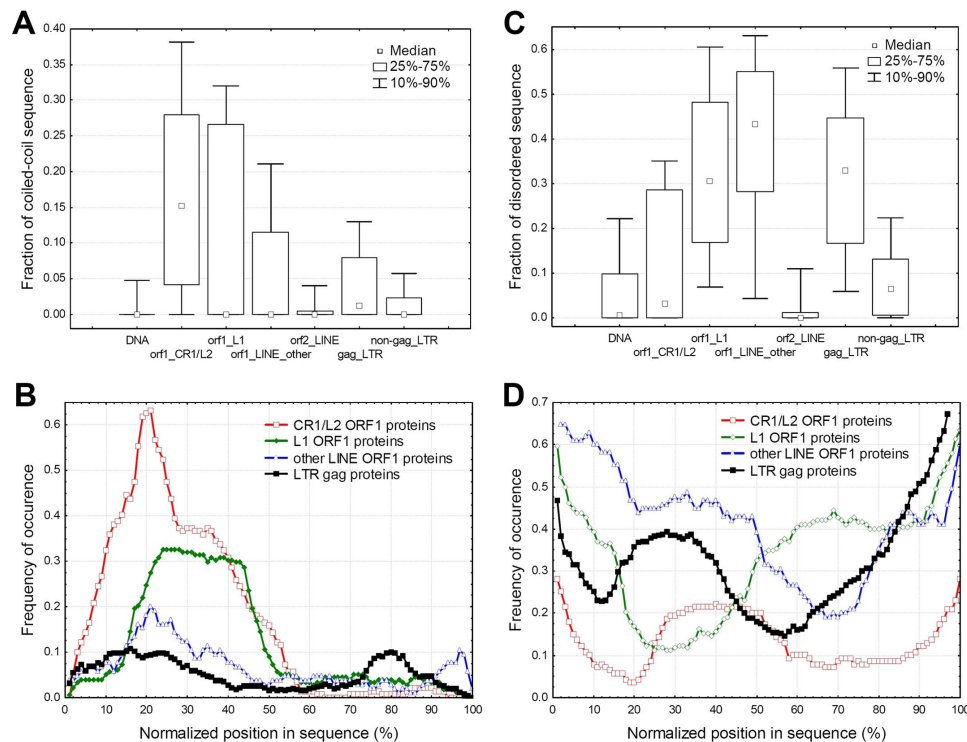 A
Fraction of coiled-coil sequence
0.40
0.35
0.30
0.25
0.20
0.15
0.10
0.05
0.00
Median
25%-75%
10%-90%
DNA
orf1_L1
orf2_LINE
non-gag_LTR
orf1_CR1/L2
orf1_LINE_other
gag_LTR
C
Fraction of disordered sequence
0.6
0.5
0.4
0.3
0.2
0.1
0.0
Median
25%-75%
10%-90%
DNA
orf1_L1
orf2_LINE
non-gag_LTR
orf1_CR1/L2
orf1_LINE_other
gag_LTR
B
Frequency of occurrence
0.6
0.5
0.4
0.3
0.2
0.1
0.0
CR1/L2 ORF1 proteins
L1 ORF1 proteins
other LINE ORF1 proteins
LTR gag proteins
0 10 20 30 40 50 60 70 80 90 100
Normalized position in sequence (%)
D
Freuency of occurence
0.7
0.6
0.5
0.4
0.3
0.2
0.1
0.0
CR1/L2 ORF1 proteins
L1 ORF1 proteins
other LINE ORF1 proteins
LTR gag proteins
0 10 20 30 40 50 60 70 80 90 100
Normalized position in sequence (%)